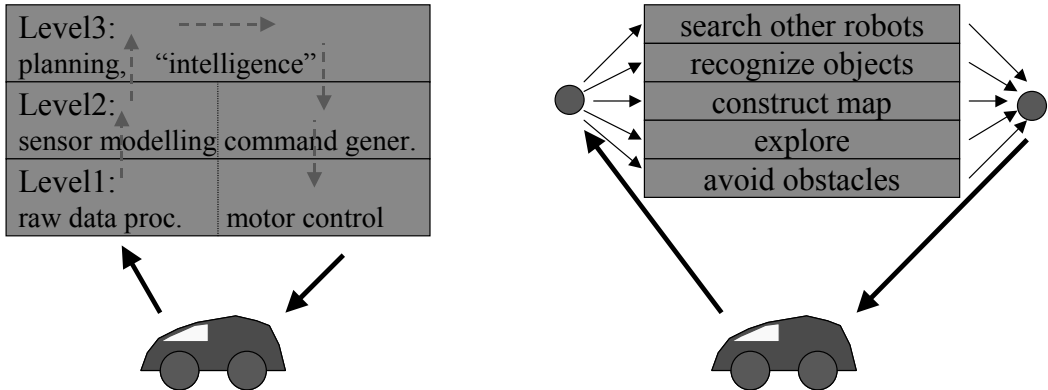 Level3:
planning, “intelligence”
Level2:
sensor modelling command gener.
Level1:
raw data proc. motor control
search other robots
recognize objects
construct map
explore
avoid obstacles